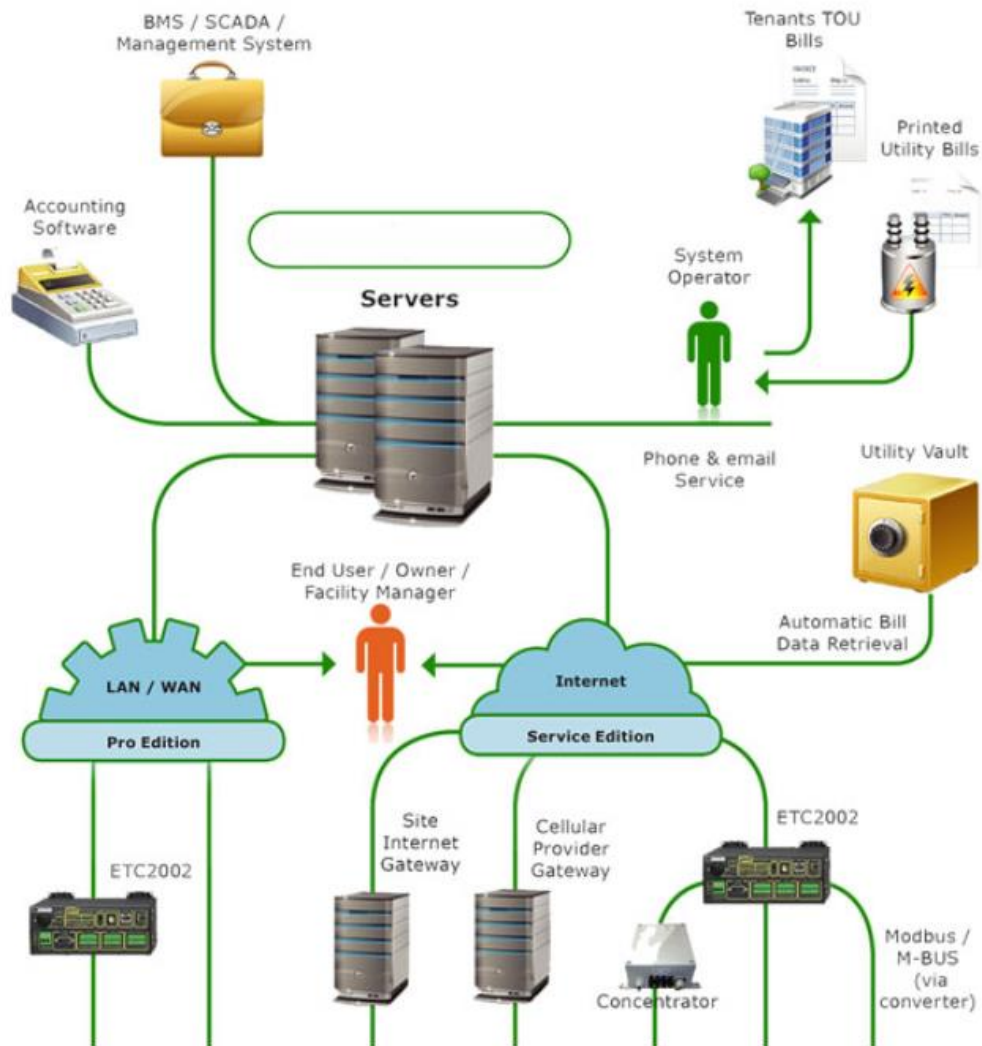 BMS / SCADA /
Management System
Tenants TOU
Bills
Printed
Utility Bills
Accounting
Software
System
Operator
Servers
Phone & email
Service
Utility Vault
End User / Owner /
Facility Manager
Automatic Bill
Data Retrieval
LAN / WAN
Internet
Pro Edition
Service Edition
ETC2002
Site
Internet
Gateway
Cellular
Provider
Gateway
ETC2002
Concentrator
Modbus /
M-BUS
(via
converter)